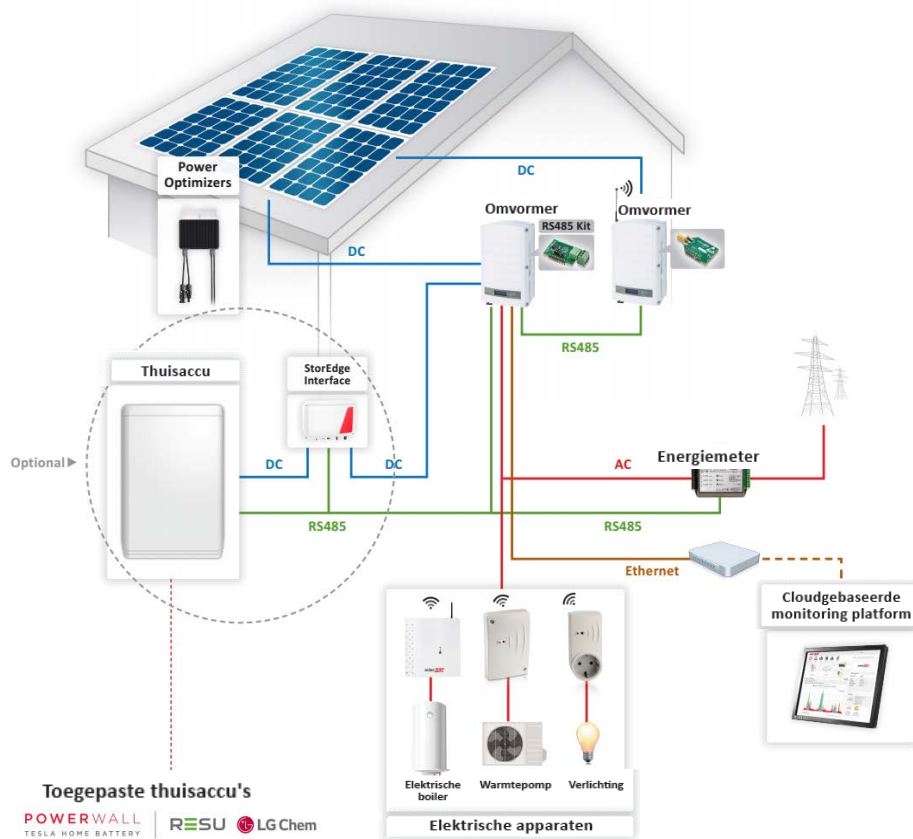 Power
Optimizers
DC
Omvormer
Omvormer
RS485 Kit
DC
RS485
Thuisaccu
StorEdge
Interface
Optional
DC
DC
AC
Energiemeter
RS485
RS485
Ethernet
Cloudgebaseerde
monitoring platform
Elektrische
boiler
Warmtepomp
Verlichting
Elektrische apparaten
Toegepaste thuisaccu's
POWERWALL
TESLA HOME BATTERY
RESU
LG Chem